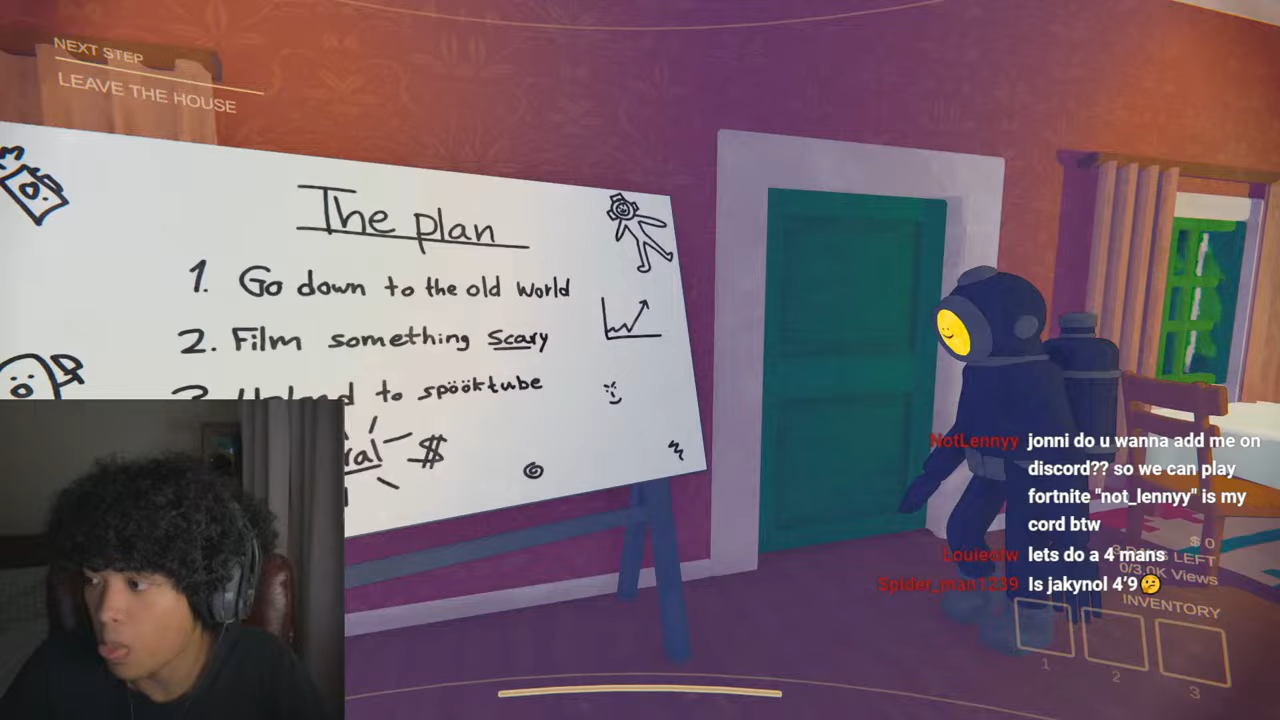 NEXT STEP
LEAVE THE HOUSE
The plan
1. Go down to the old world
2. Film something scary
to spööktube
$
NotLennyy jonni do u wanna add me on
discord?? so we can play
fortnite "not_lennyy" is my
cord btw
lets do a 4 mans
Spider_man1239 Is jakynol 4'9🤔
$ 0
LEFT
0/3.0K Views
INVENTORY
1
2
3